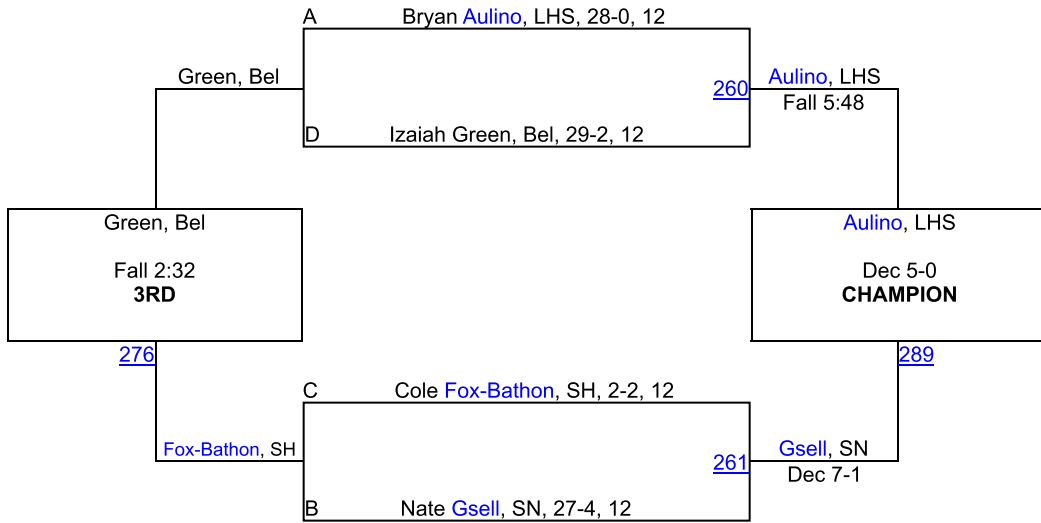 A
Bryan Aulino, LHS, 28-0, 12
Green, Bel
260
Aulino, LHS
Fall 5:48
D
Izaiah Green, Bel, 29-2, 12
Green, Bel
Fall 2:32
3RD
Aulino, LHS
Dec 5-0
CHAMPION
276
289
C
Cole Fox-Bathon, SH, 2-2, 12
Fox-Bathon, SH
261
Gsell, SN
Dec 7-1
B
Nate Gsell, SN, 27-4, 12